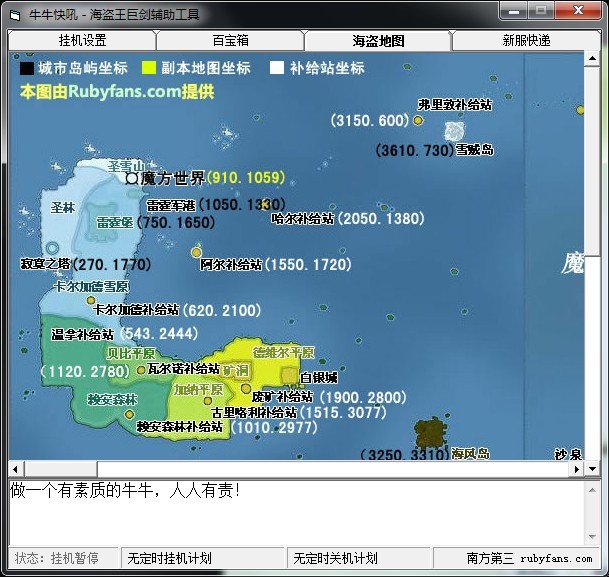 牛牛快吼 - 海盗王巨剑辅助工具
挂机设置 百宝箱 海盗地图 新服快递
城市岛屿坐标 副本地图坐标 补给站坐标
本图由Rubyfans.com提供
弗里敦补给站
(3150.600)
(3610.730)雪贼岛
圣雪山
魔方世界(910.1059)
圣林
雷霆军港(1050.1330)
雷霆堡(750.1650)
哈尔补给站(2050.1380)
魔
寂寞之塔(270.1770)
阿尔补给站(1550.1720)
卡尔加德雪原
卡尔加德补给站(620.2100)
温拿补给站(543.2444)
贝比平原
德维尔平原
(1120.2780)瓦尔诺补给站
矿洞
白银城
加纳平原
废矿补给站(1900.2800)
赖安森林
古里咯利补给站(1515.3077)
赖安森林补给站(1010.2977)
(3250.3310)海风岛
沙泉
做一个有素质的牛牛，人人有责！
状态：挂机暂停 无定时挂机计划 无定时关机计划 南方第三 rubyfans.com